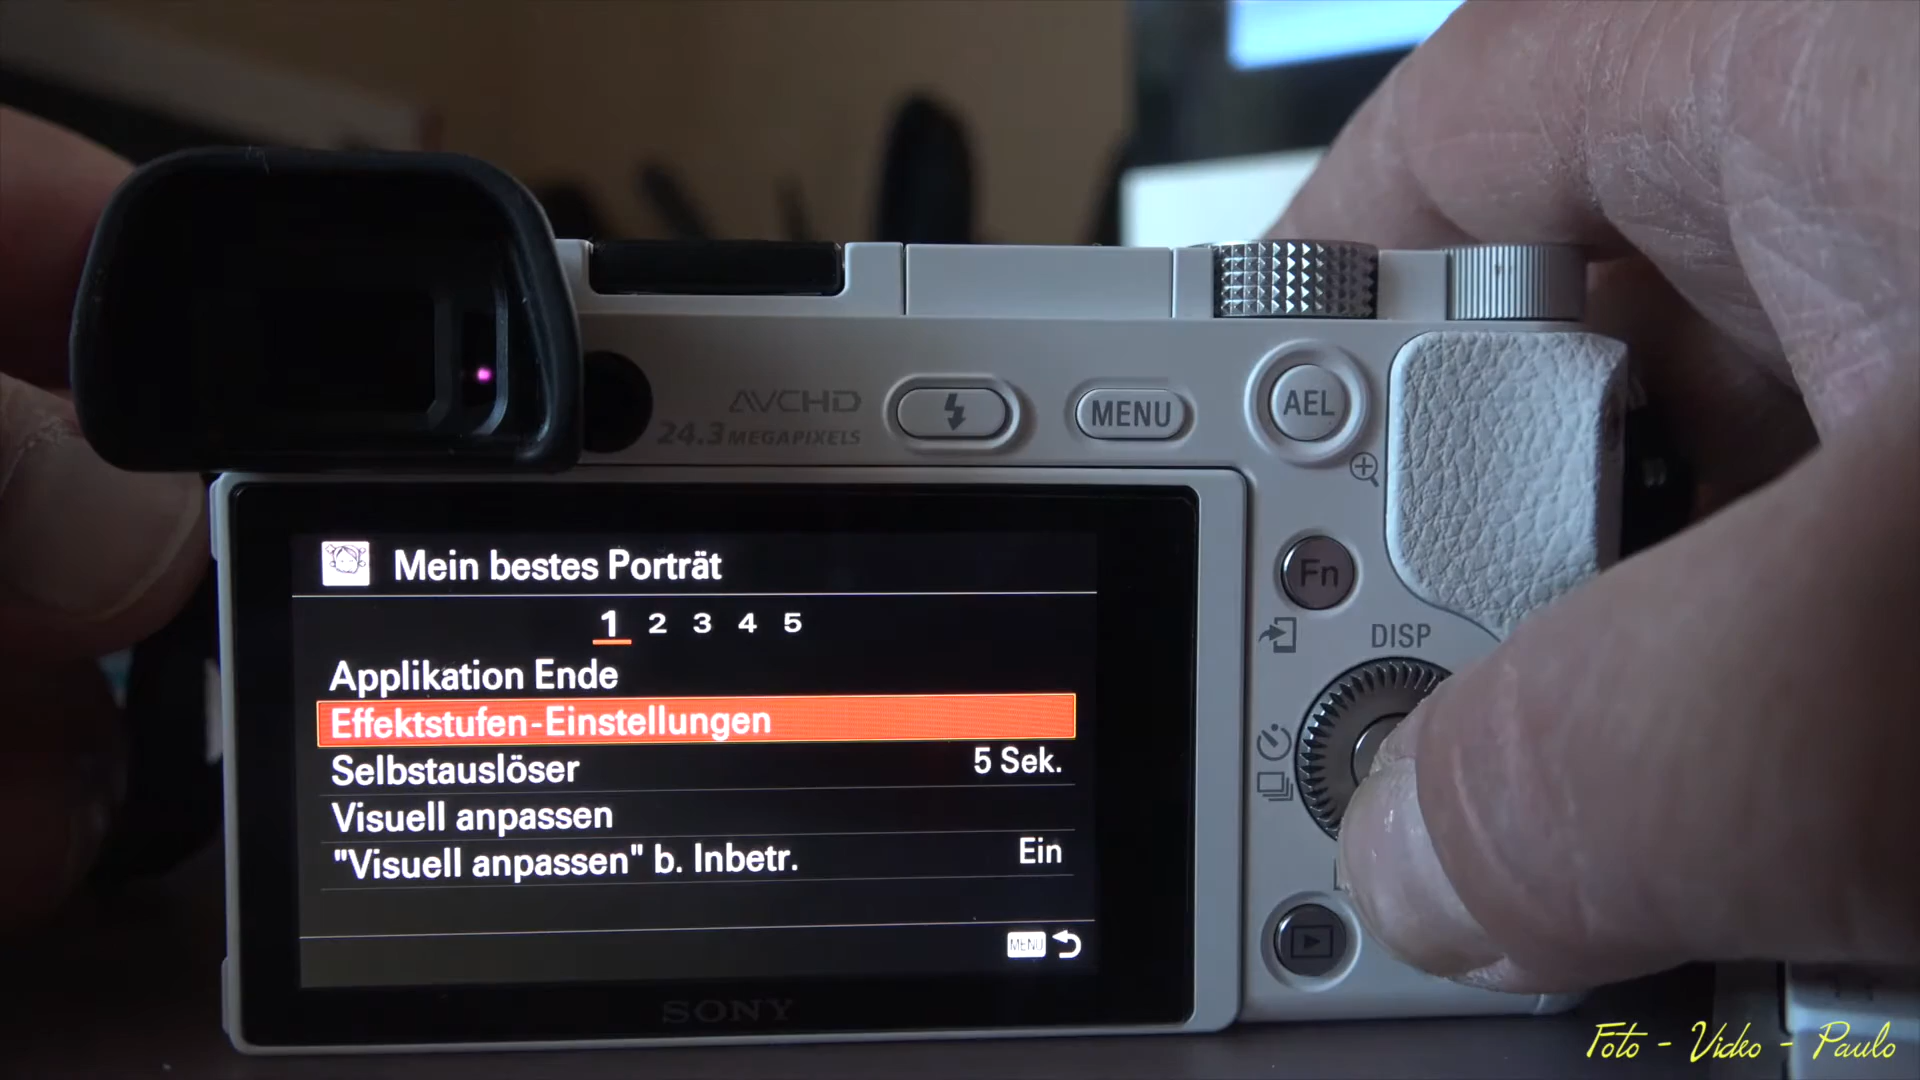 AVCHD
24.3 MEGAPIXELS
MENU
AEL
Fn
DISP
Mein bestes Porträt
1 2 3 4 5
Applikation Ende
Effektstufen-Einstellungen
Selbstauslöser 5 Sek.
Visuell anpassen
"Visuell anpassen" b. Inbetr. Ein
MENU
SONY
Foto - Video - Paulo